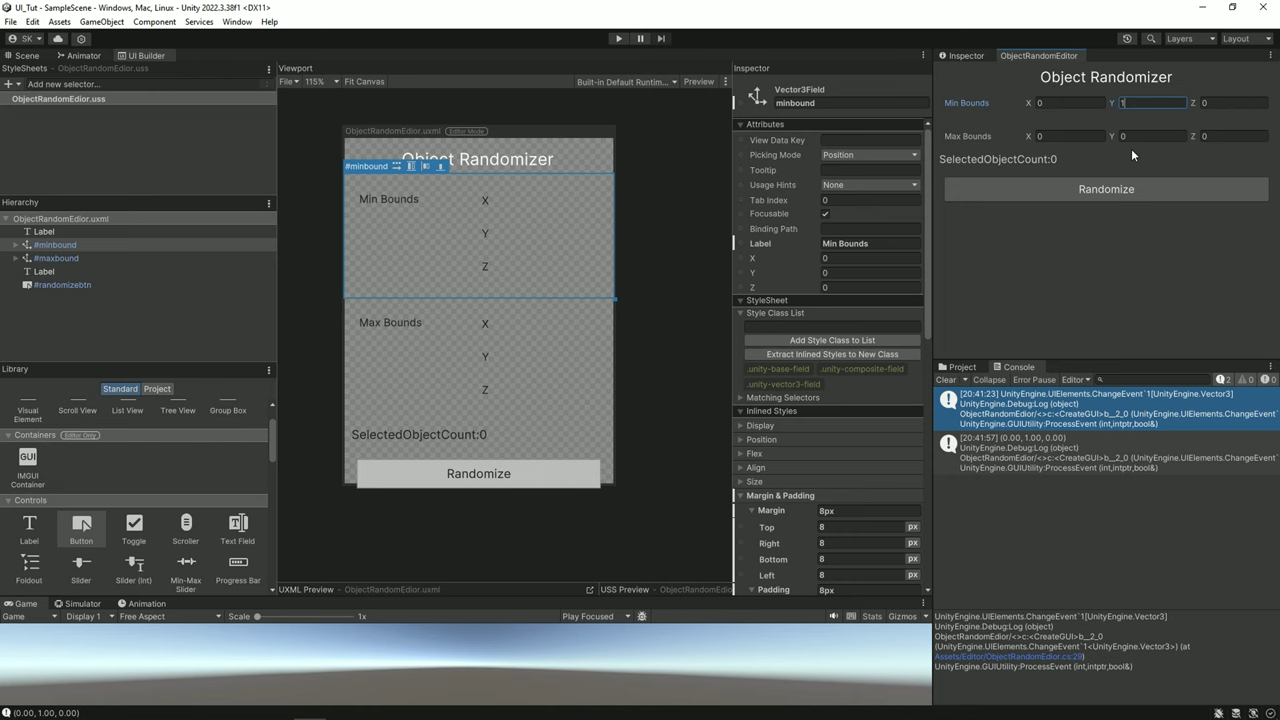 UI_Tut - SampleScene - Windows, Mac, Linux - Unity 2022.3.38f1 <DX11>
File Edit Assets GameObject Component Services Window Help
SK Layers Layout
Scene Animator UI Builder
StyleSheets - ObjectRandomEdior.uss
Add new selector...
ObjectRandomEdior.uss
Hierarchy
ObjectRandomEdior.uxml
Label
#minbound
#maxbound
Label
#randomizebtn
Library
Standard Project
Visual Element
Scroll View
List View
Tree View
Group Box
Containers Editor Only
GUI
IMGUI Container
Controls
Label
Button
Toggle
Scroller
Text Field
Foldout
Slider
Slider (Int)
Min-Max Slider
Progress Bar
Viewport
File 115% Fit Canvas Built-in Default Runtim... Preview
ObjectRandomEdior.uxml Editor Mode
Object Randomizer
#minbound
Min Bounds X
Y
Z
Max Bounds X
Y
Z
SelectedObjectCount:0
Randomize
UXML Preview - ObjectRandomEdior.uxml
USS Preview - ObjectRandomEdio
Inspector
Vector3Field
minbound
Attributes
View Data Key
Picking Mode Position
Tooltip
Usage Hints None
Tab Index 0
Focusable
Binding Path
Label Min Bounds
X 0
Y 0
Z 0
StyleSheet
Style Class List
Add Style Class to List
Extract Inlined Styles to New Class
.unity-base-field .unity-composite-field
.unity-vector3-field
Matching Selectors
Inlined Styles
Display
Position
Flex
Align
Size
Margin & Padding
Margin 8px
Top 8 px
Right 8 px
Bottom 8 px
Left 8 px
Padding 8px
Inspector ObjectRandomEditor
Object Randomizer
Min Bounds X 0 Y 1 Z 0
Max Bounds X 0 Y 0 Z 0
SelectedObjectCount:0
Randomize
Project Console
Clear Collapse Error Pause Editor 2 0 0
[20:41:23] UnityEngine.UIElements.ChangeEvent`1[UnityEngine.Vector3]
UnityEngine.Debug:Log (object)
ObjectRandomEdior/<>c:<CreateGUI>b__2_0 (UnityEngine.UIElements.ChangeEvent`
UnityEngine.GUIUtility:ProcessEvent (int,intptr,bool&)
[20:41:57] (0.00, 1.00, 0.00)
UnityEngine.Debug:Log (object)
ObjectRandomEdior/<>c:<CreateGUI>b__2_0 (UnityEngine.UIElements.ChangeEvent`
UnityEngine.GUIUtility:ProcessEvent (int,intptr,bool&)
UnityEngine.UIElements.ChangeEvent`1[UnityEngine.Vector3]
UnityEngine.Debug:Log (object)
ObjectRandomEdior/<>c:<CreateGUI>b__2_0
(UnityEngine.UIElements.ChangeEvent`1<UnityEngine.Vector3>) (at
Assets/Editor/ObjectRandomEdior.cs:29)
UnityEngine.GUIUtility:ProcessEvent (int,intptr,bool&)
Game Simulator Animation
Game Display 1 Free Aspect Scale 1x Play Focused Stats Gizmos
(0.00, 1.00, 0.00)